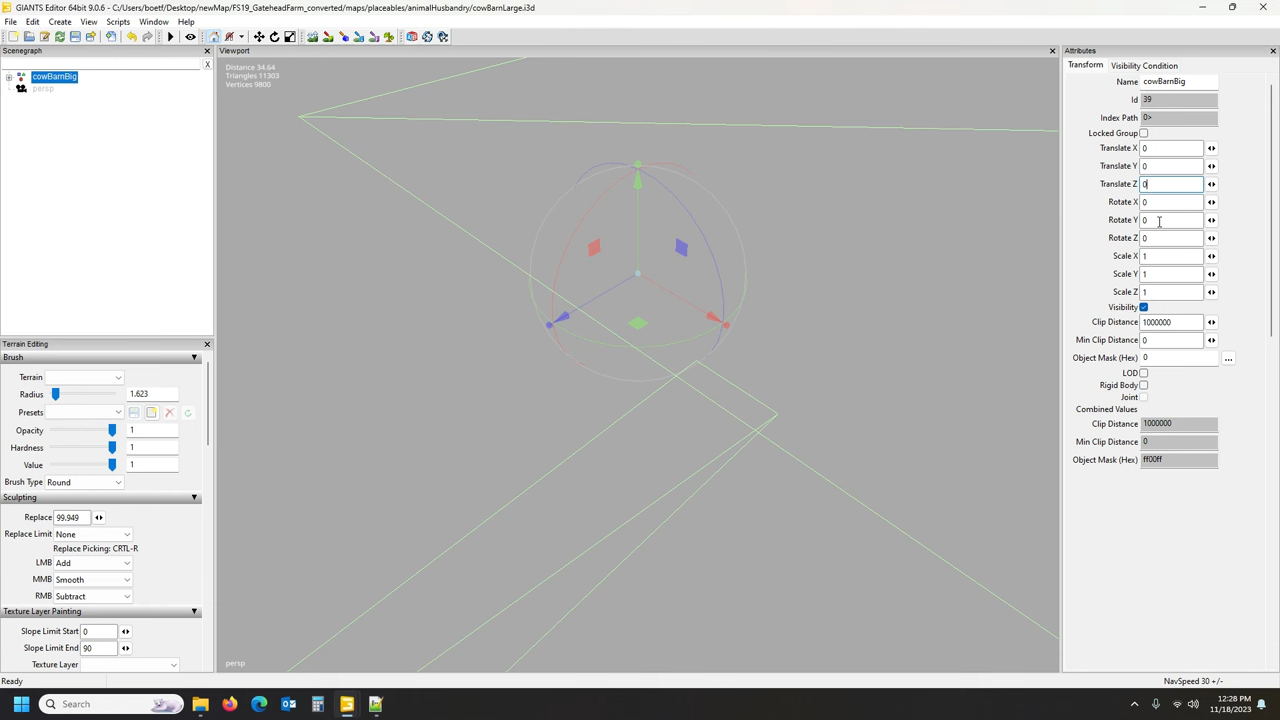 GIANTS Editor 64bit 9.0.6 - C:/Users/boetf/Desktop/newMap/FS19_GateheadFarm_converted/maps/placeables/animalHusbandry/cowBarnLarge.i3d
File Edit Create View Scripts Window Help
Scenegraph
X
cowBarnBig
persp
Viewport
Distance 34.64
Triangles 11303
Vertices 9800
persp
Terrain Editing
Brush
Terrain
Radius 1.623
Presets
Opacity 1
Hardness 1
Value 1
Brush Type Round
Sculpting
Replace 99.949
Replace Limit None
Replace Picking: CRTL-R
LMB Add
MMB Smooth
RMB Subtract
Texture Layer Painting
Slope Limit Start 0
Slope Limit End 90
Texture Layer
Attributes
Transform Visibility Condition
Name cowBarnBig
Id 39
Index Path 0>
Locked Group
Translate X 0
Translate Y 0
Translate Z 0
Rotate X 0
Rotate Y 0
Rotate Z 0
Scale X 1
Scale Y 1
Scale Z 1
Visibility
Clip Distance 1000000
Min Clip Distance 0
Object Mask (Hex) 0 ...
LOD
Rigid Body
Joint
Combined Values
Clip Distance 1000000
Min Clip Distance 0
Object Mask (Hex) ff00ff
Ready
NavSpeed 30 +/-
Search
12:28 PM
11/18/2023